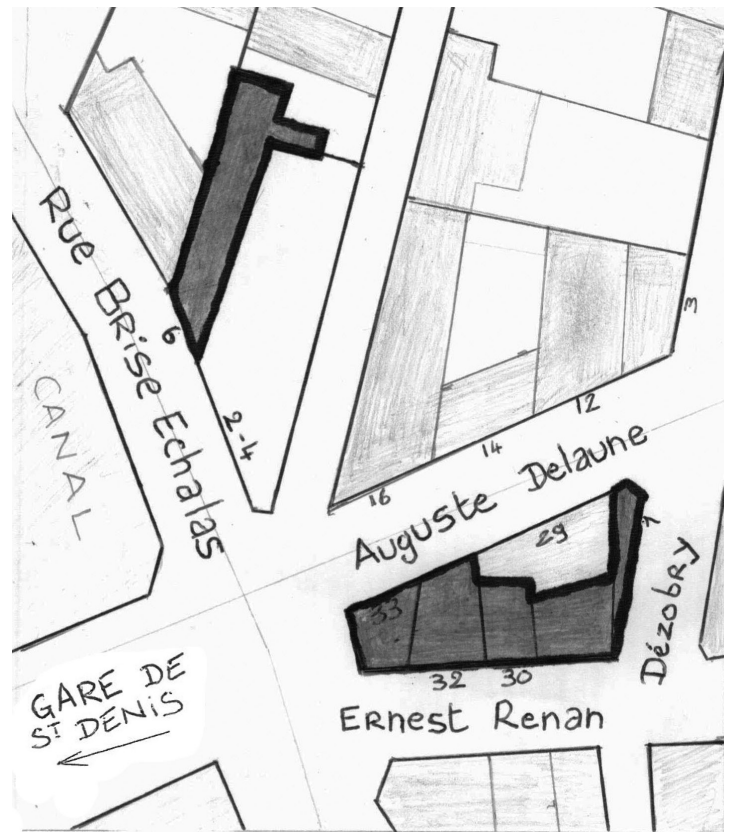 Rue Brise Echalas
6
2-4
CANAL
3
12
14
16
Auguste Delaune
29
33
32
30
Dézobry
Ernest Renan
GARE DE
ST DENIS